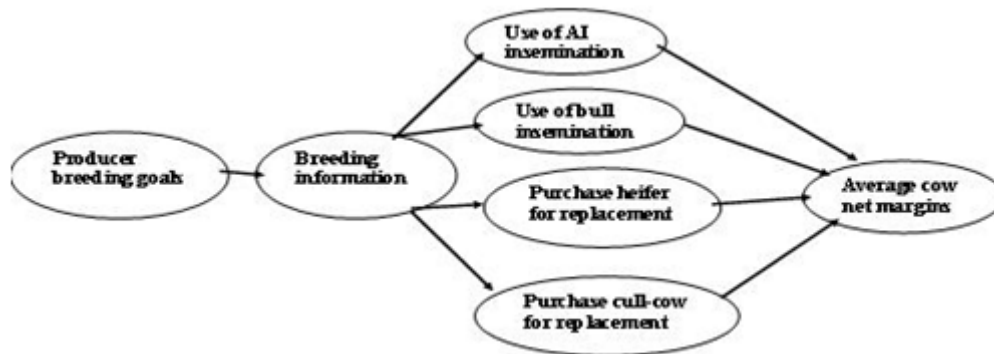 Use of AI
insemination
Use of bull
insemination
Producer
breeding goals
Breeding
information
Purchase heifer
for replacement
Average cow
net margins
Purchase cull-cow
for replacement